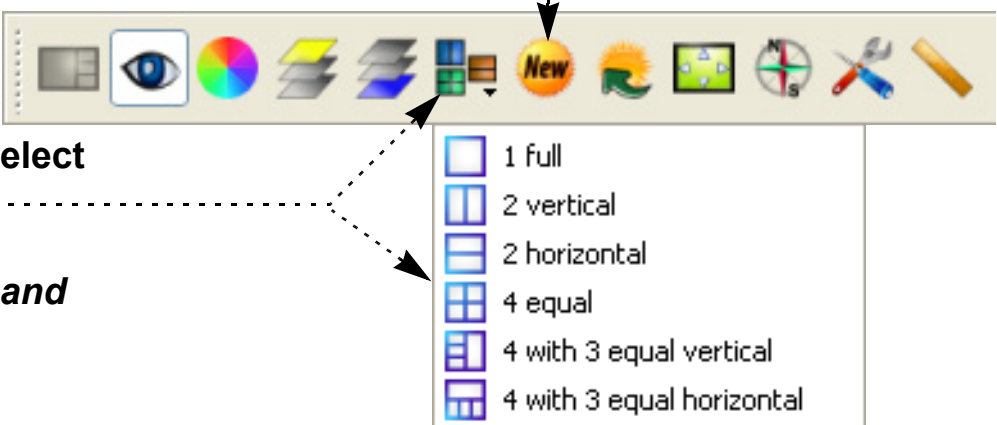 New
N
S
elect
1 full
2 vertical
2 horizontal
and
4 equal
4 with 3 equal vertical
4 with 3 equal horizontal